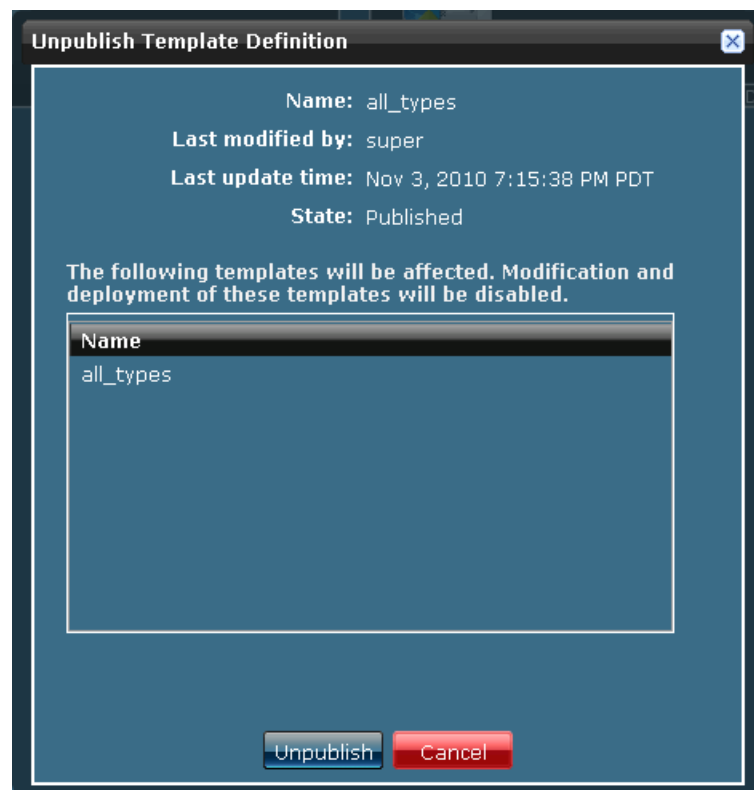 Unpublish Template Definition
Name: all_types
Last modified by: super
Last update time: Nov 3, 2010 7:15:38 PM PDT
State: Published
The following templates will be affected. Modification and
deployment of these templates will be disabled.
Name
all_types
Unpublish Cancel